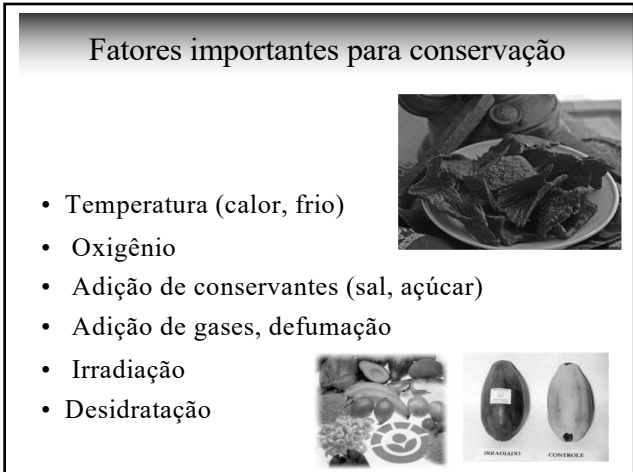 Fatores importantes para conservação
• Temperatura (calor, frio)
• Oxigênio
• Adição de conservantes (sal, açúcar)
• Adição de gases, defumação
• Irradiação
• Desidratação
IRRADIADO
CONTROLE